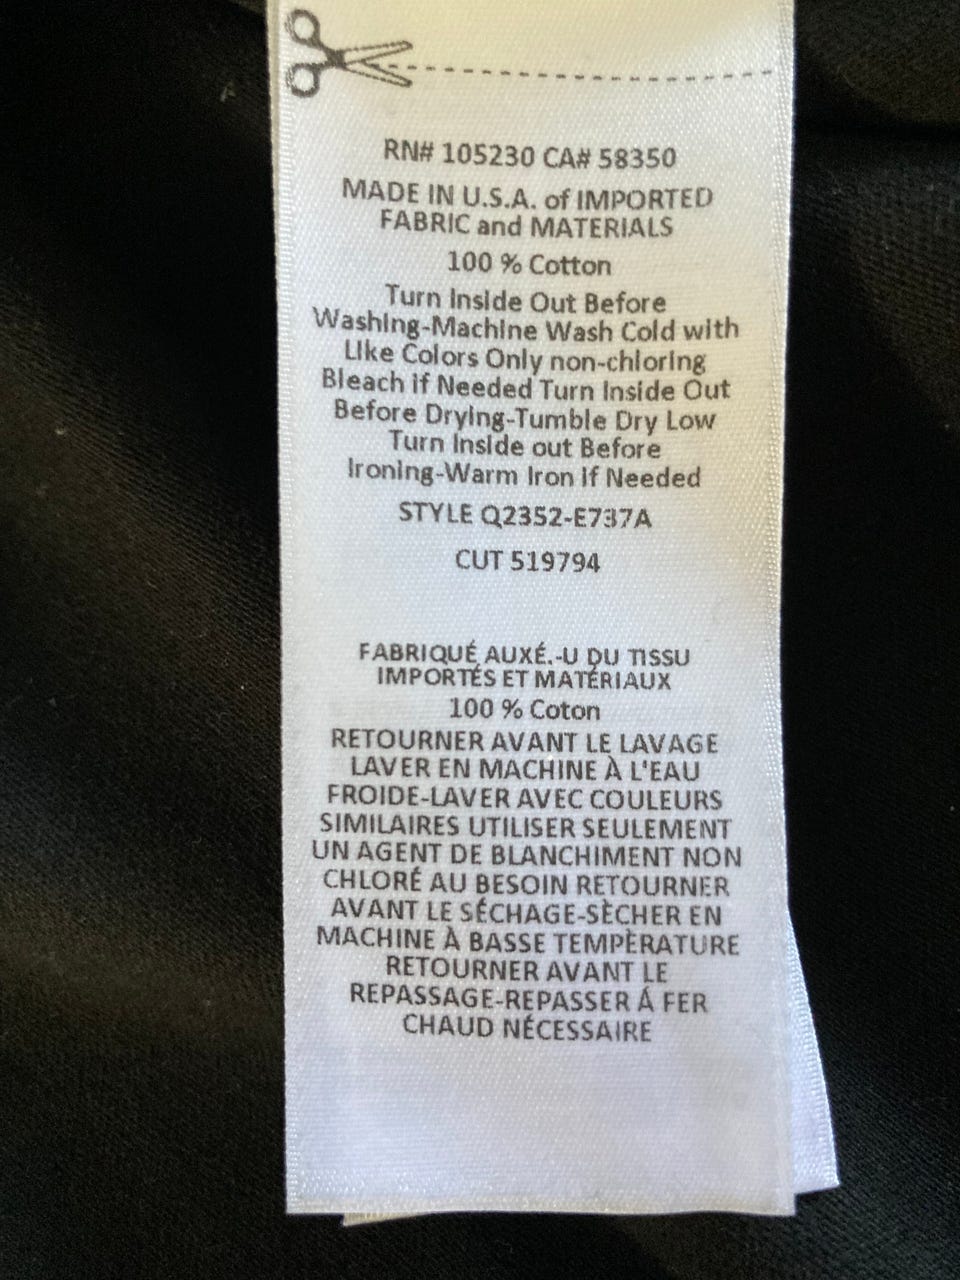 RN# 105230 CA# 58350
MADE IN U.S.A. of IMPORTED
FABRIC and MATERIALS
100 % Cotton
Turn Inside Out Before
Washing-Machine Wash Cold with
Like Colors Only non-chloring
Bleach if Needed Turn Inside Out
Before Drying-Tumble Dry Low
Turn Inside out Before
Ironing-Warm Iron if Needed
STYLE Q2352-E737A
CUT 519794
FABRIQUÉ AUXÉ.-U DU TISSU
IMPORTÉS ET MATÉRIAUX
100 % Coton
RETOURNER AVANT LE LAVAGE
LAVER EN MACHINE À L'EAU
FROIDE-LAVER AVEC COULEURS
SIMILAIRES UTILISER SEULEMENT
UN AGENT DE BLANCHIMENT NON
CHLORÉ AU BESOIN RETOURNER
AVANT LE SÉCHAGE-SÈCHER EN
MACHINE À BASSE TEMPÈRATURE
RETOURNER AVANT LE
REPASSAGE-REPASSER Á FER
CHAUD NÉCESSAIRE